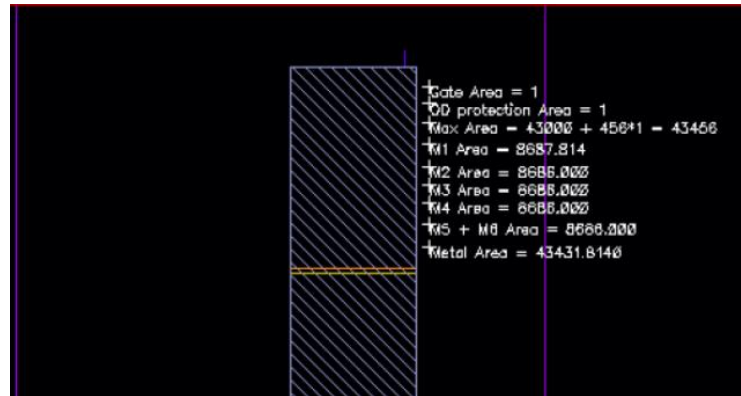 Gate Area = 1
OD protection Area = 1
Max Area = 43000 + 456*1 = 43456
M1 Area = 8687.814
M2 Area = 8686.000
M3 Area = 8686.000
M4 Area = 8686.000
M5 + M6 Area = 8686.000
Metal Area = 43431.8140